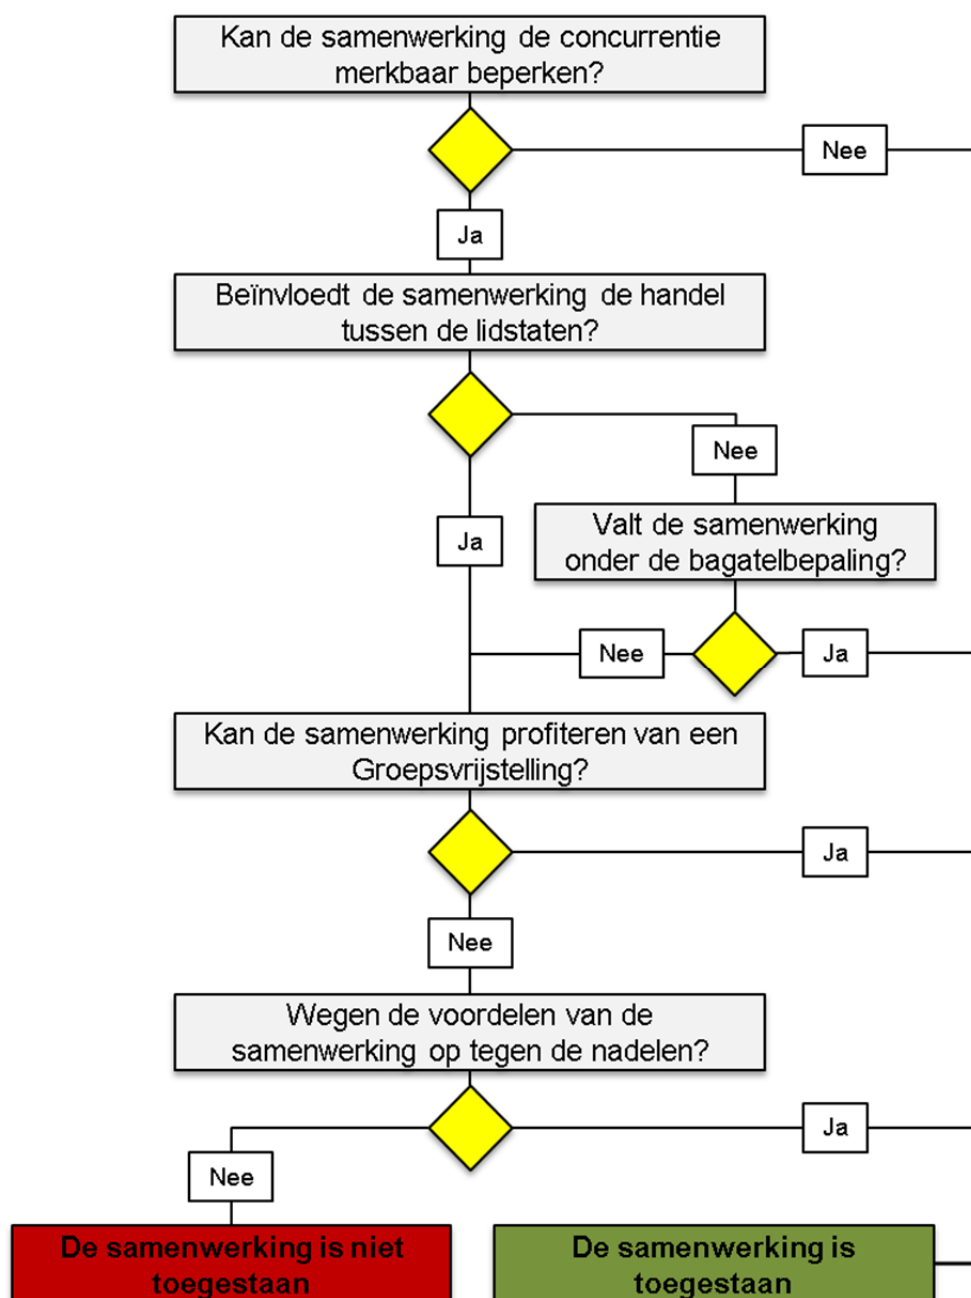 Kan de samenwerking de concurrentie
merkbaar beperken?
Nee
Ja
Beïnvloedt de samenwerking de handel
tussen de lidstaten?
Nee
Ja
Valt de samenwerking
onder de bagatelbepaling?
Nee
Ja
Kan de samenwerking profiteren van een
Groepsvrijstelling?
Ja
Nee
Wegen de voordelen van de
samenwerking op tegen de nadelen?
Ja
Nee
De samenwerking is niet
toegestaan
De samenwerking is
toegestaan